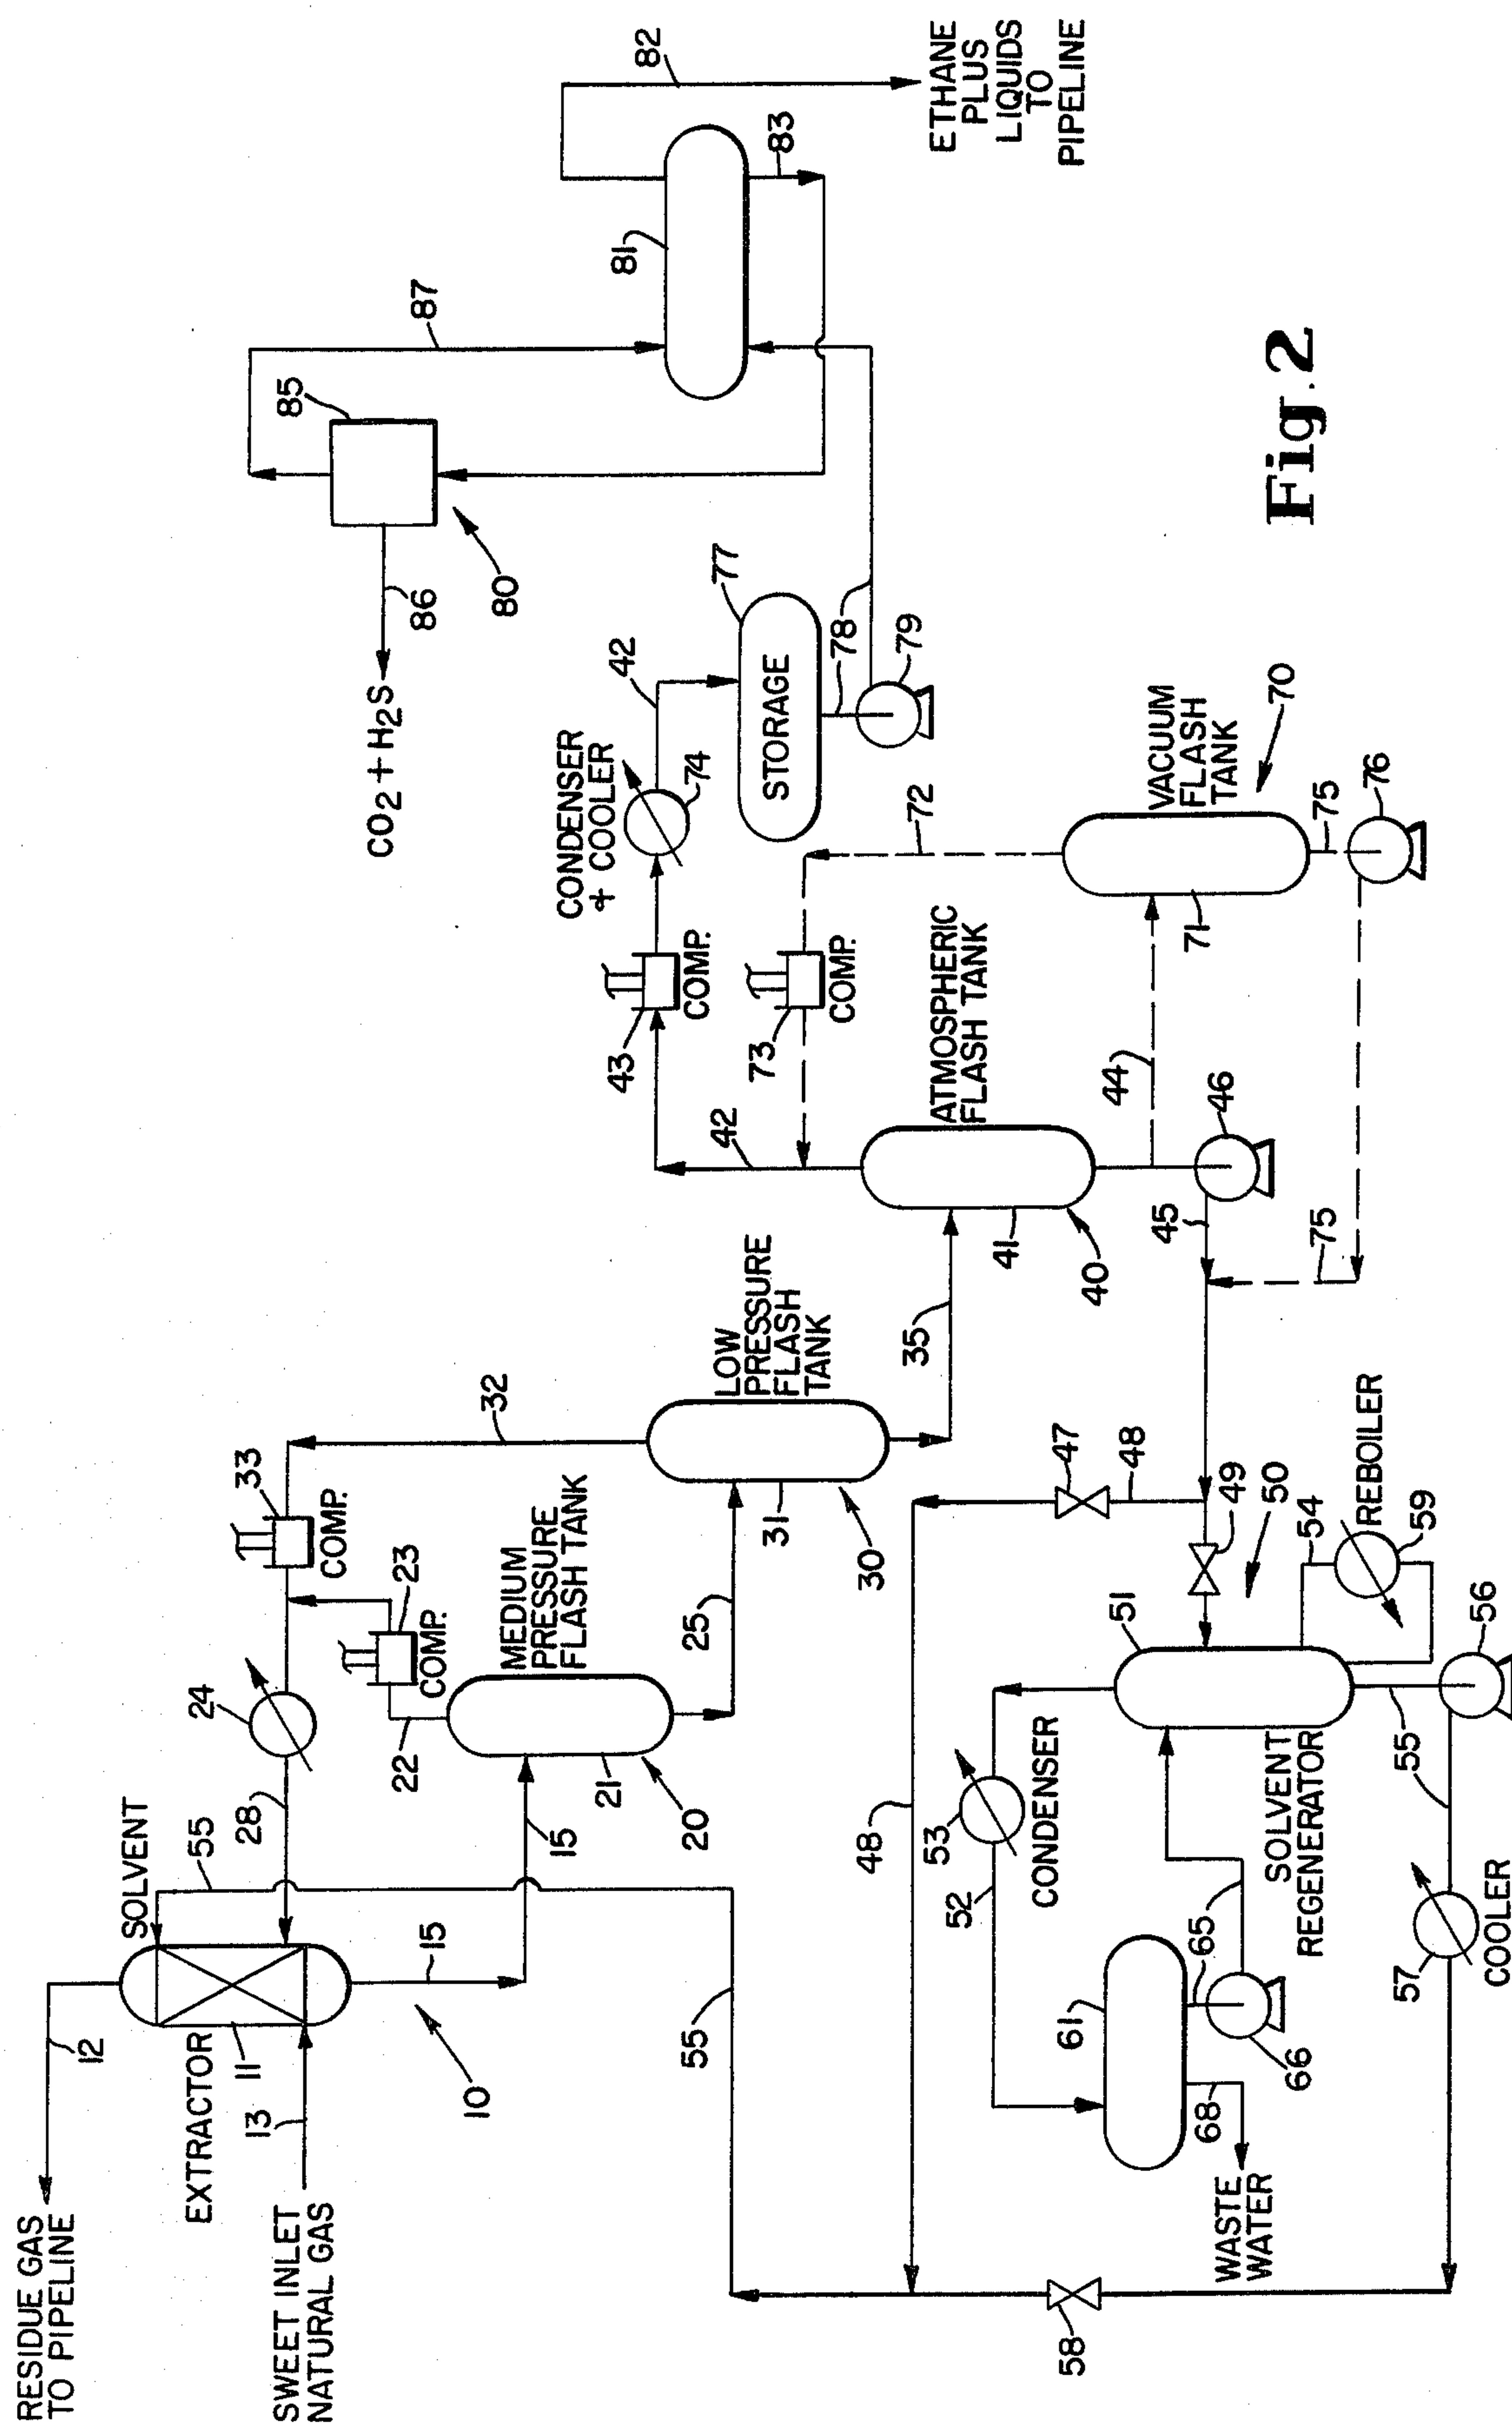 RESIDUE GAS
TO PIPELINE
12
SOLVENT
55
EXTRACTOR
11
13
SWEET INLET
NATURAL GAS
10
15
15
28
24
33
COMP.
32
22
23
COMP.
MEDIUM
PRESSURE
FLASH TANK
21
20
25
LOW
PRESSURE
FLASH
TANK
31
30
35
CO2 + H2S
86
85
80
87
81
82
83
ETHANE
PLUS
LIQUIDS
TO
PIPELINE
CONDENSER
+ COOLER
74
42
43
COMP.
42
77
STORAGE
78
79
73
COMP.
72
ATMOSPHERIC
FLASH TANK
41
40
44
45
46
VACUUM
FLASH
TANK
71
70
75
76
75
55
48
47
48
49
50
51
54
REBOILER
59
53
CONDENSER
52
SOLVENT
REGENERATOR
55
56
57
COOLER
61
65
66
68
WASTE
WATER
58
Fig. 2